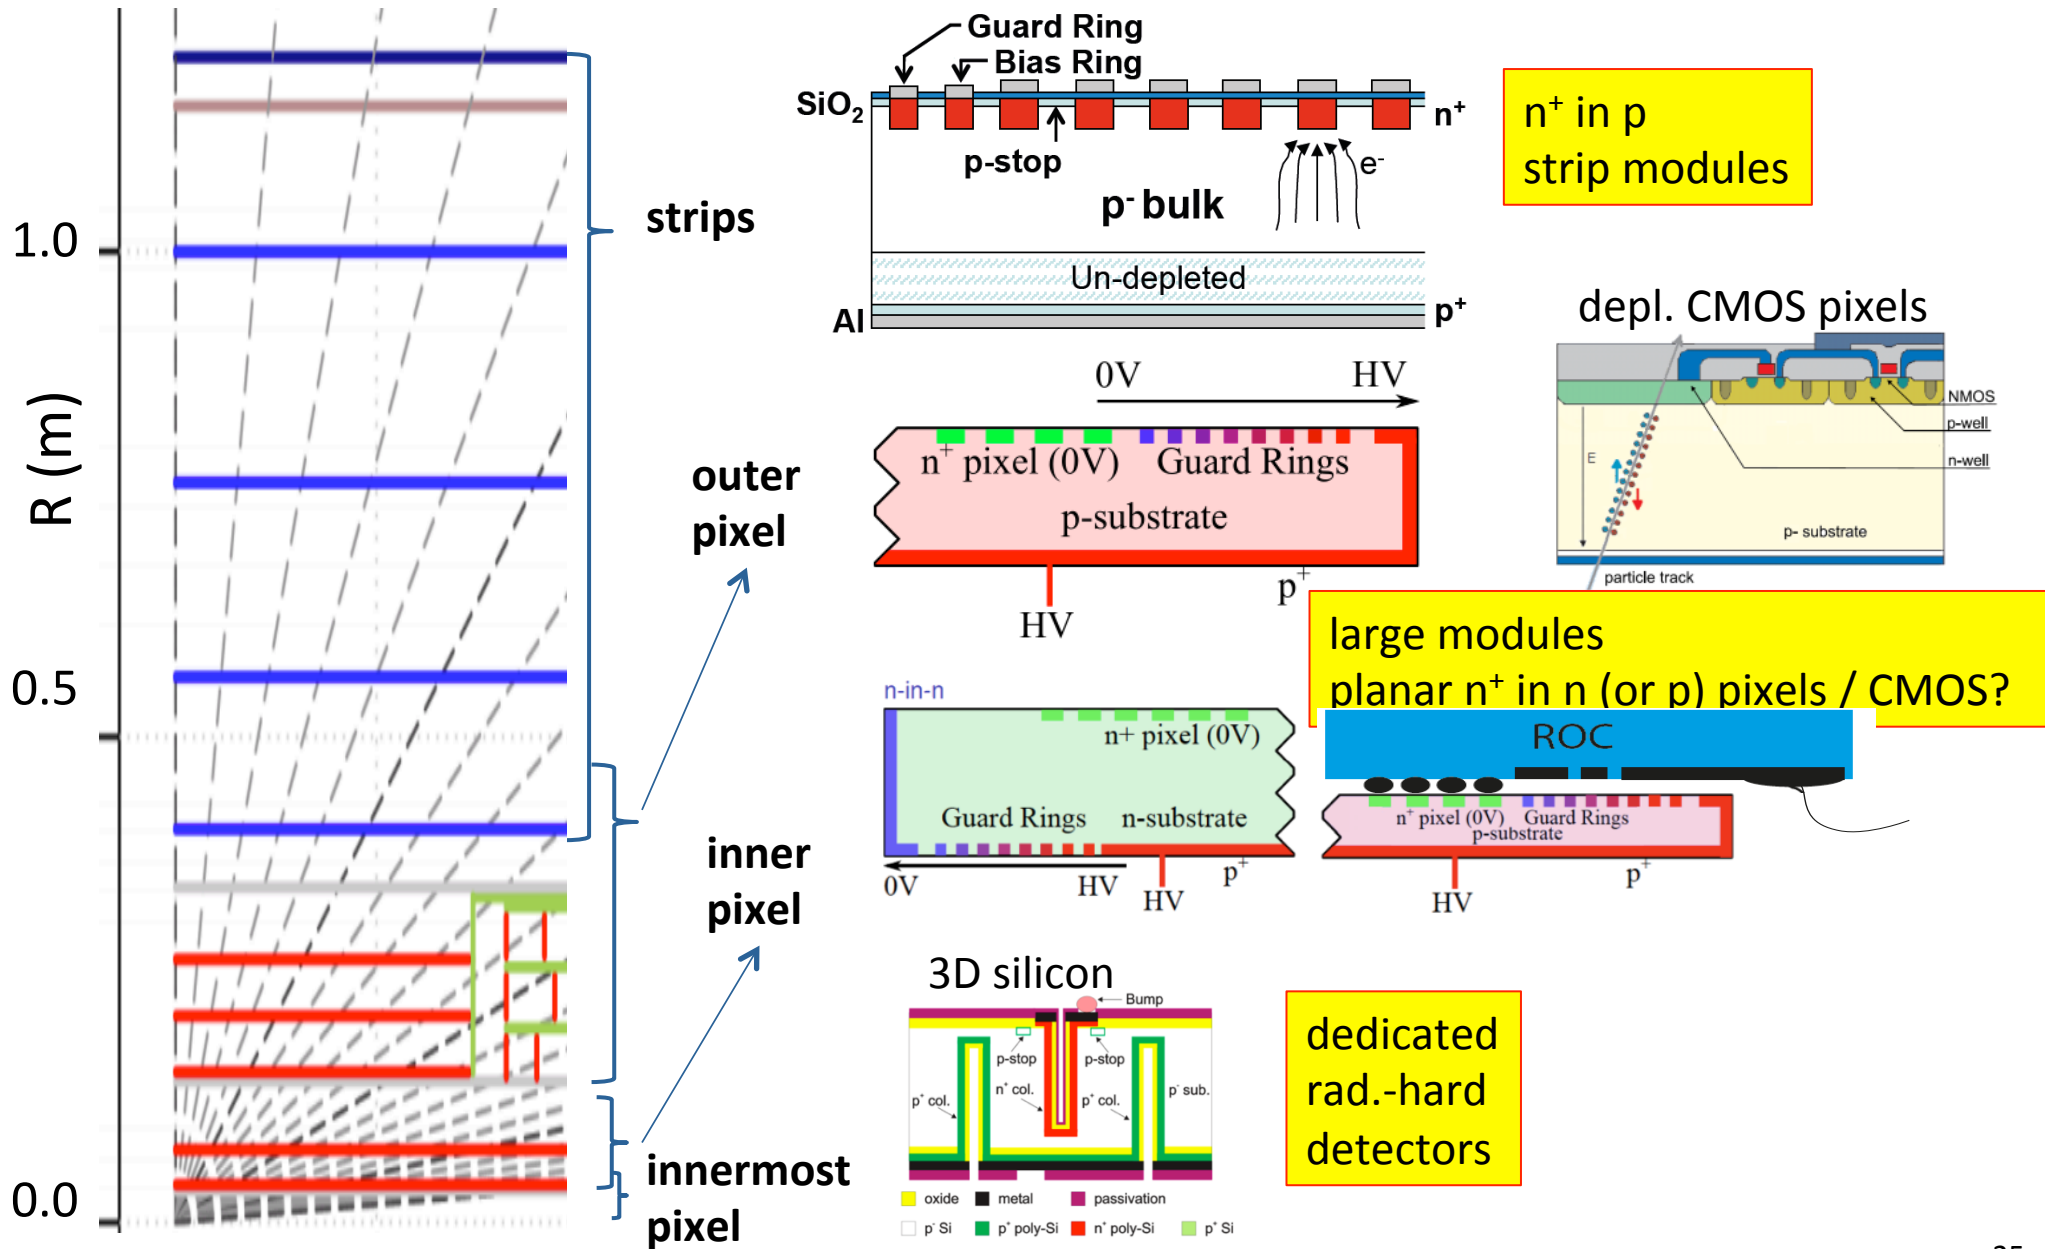 R (m)
1.0
0.5
0.0
strips
outer
pixel
inner
pixel
innermost
pixel
Guard Ring
Bias Ring
SiO₂
n⁺
p-stop
e⁻
p⁻ bulk
Un-depleted
Al
p⁺
n⁺ in p
strip modules
depl. CMOS pixels
NMOS
p-well
n-well
E
p- substrate
particle track
0V HV
n⁺ pixel (0V) Guard Rings
p-substrate
p⁺
HV
large modules
planar n⁺ in n (or p) pixels / CMOS?
n-in-n
n+ pixel (0V)
Guard Rings n-substrate
0V HV HV p⁺
ROC
n⁺ pixel (0V) Guard Rings
p-substrate
HV p⁺
3D silicon
Bump
p-stop p-stop
n⁺ col.
p⁺ col. p⁺ col. p⁻ sub.
oxide metal passivation
p⁻ Si p⁺ poly-Si n⁺ poly-Si p⁺ Si
dedicated
rad.-hard
detectors